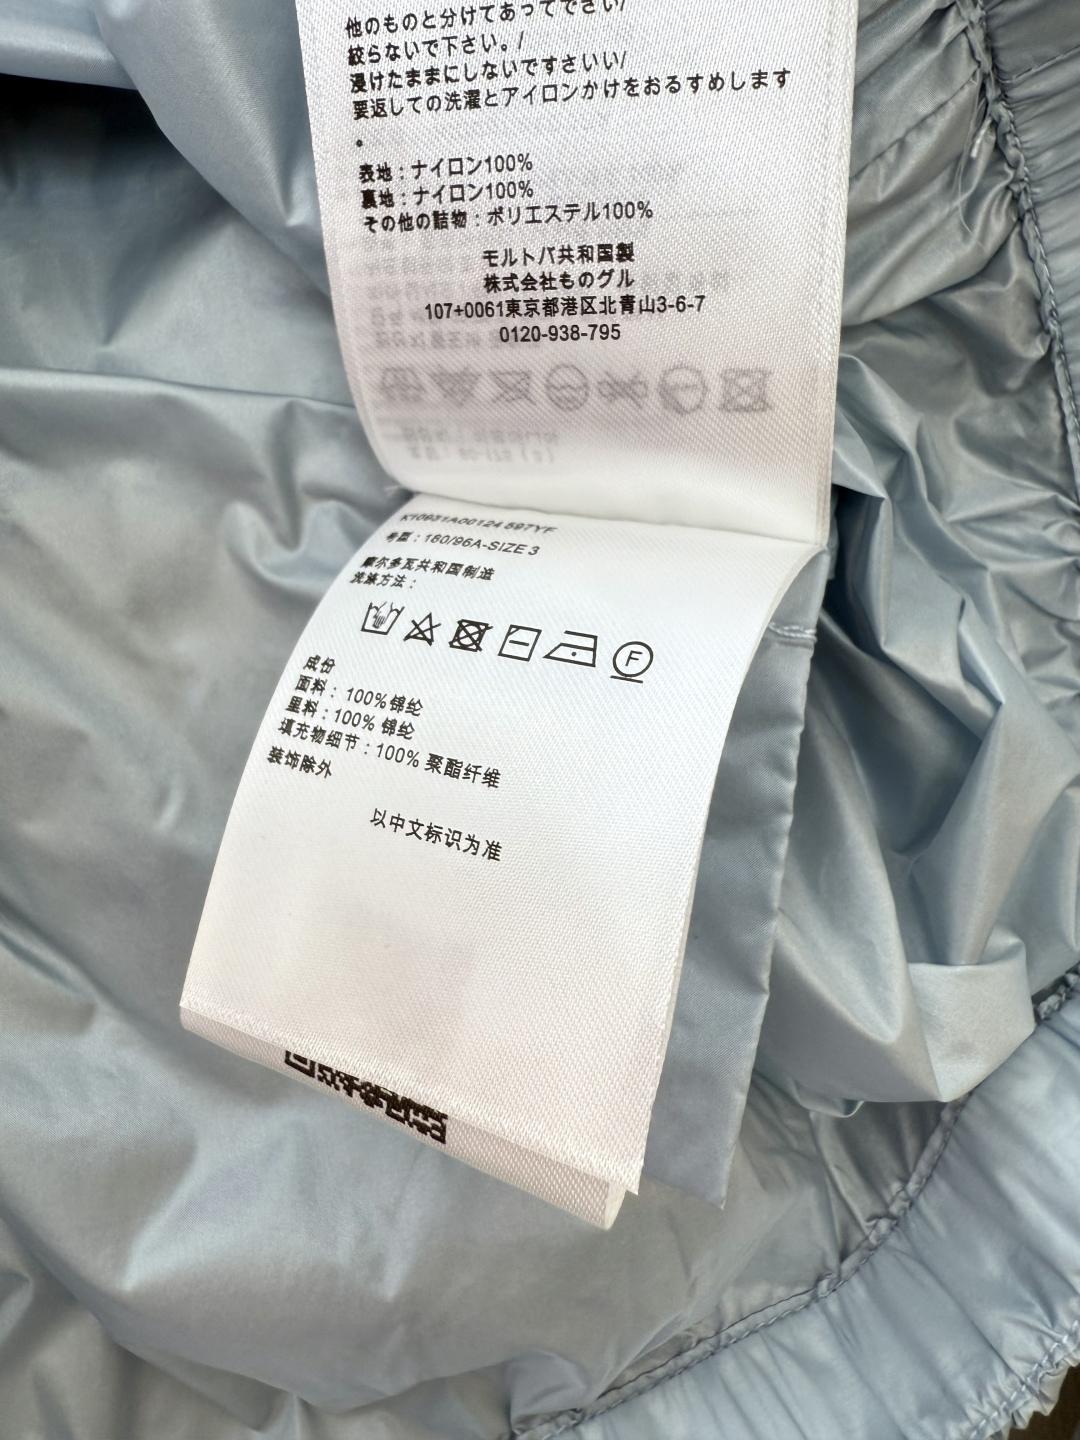 他のものと分けてあってでさい/
絞らないで下さい。/
浸けたままにしないですさいい/
要返しての洗濯とアイロンかけをおるすめします
。
表地:ナイロン100%
裏地:ナイロン100%
その他の詰物:ポリエステル100%
モルトバ共和国製
株式会社ものグル
107+0061東京都港区北青山3-6-7
0120-938-795
K10931A00124 597YF
号型:160/96A-SIZE 3
摩尔多瓦共和国制造
洗涤方法:
F
成份
面料:100%锦纶
里料:100% 锦纶
填充物细节:100% 聚酯纤维
装饰除外
以中文标识为准